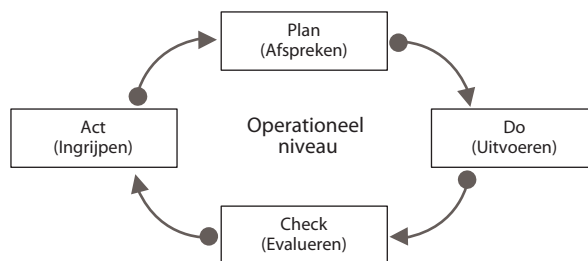 Plan
(Afspreken)
Act
(Ingrijpen)
Operationeel
niveau
Do
(Uitvoeren)
Check
(Evalueren)